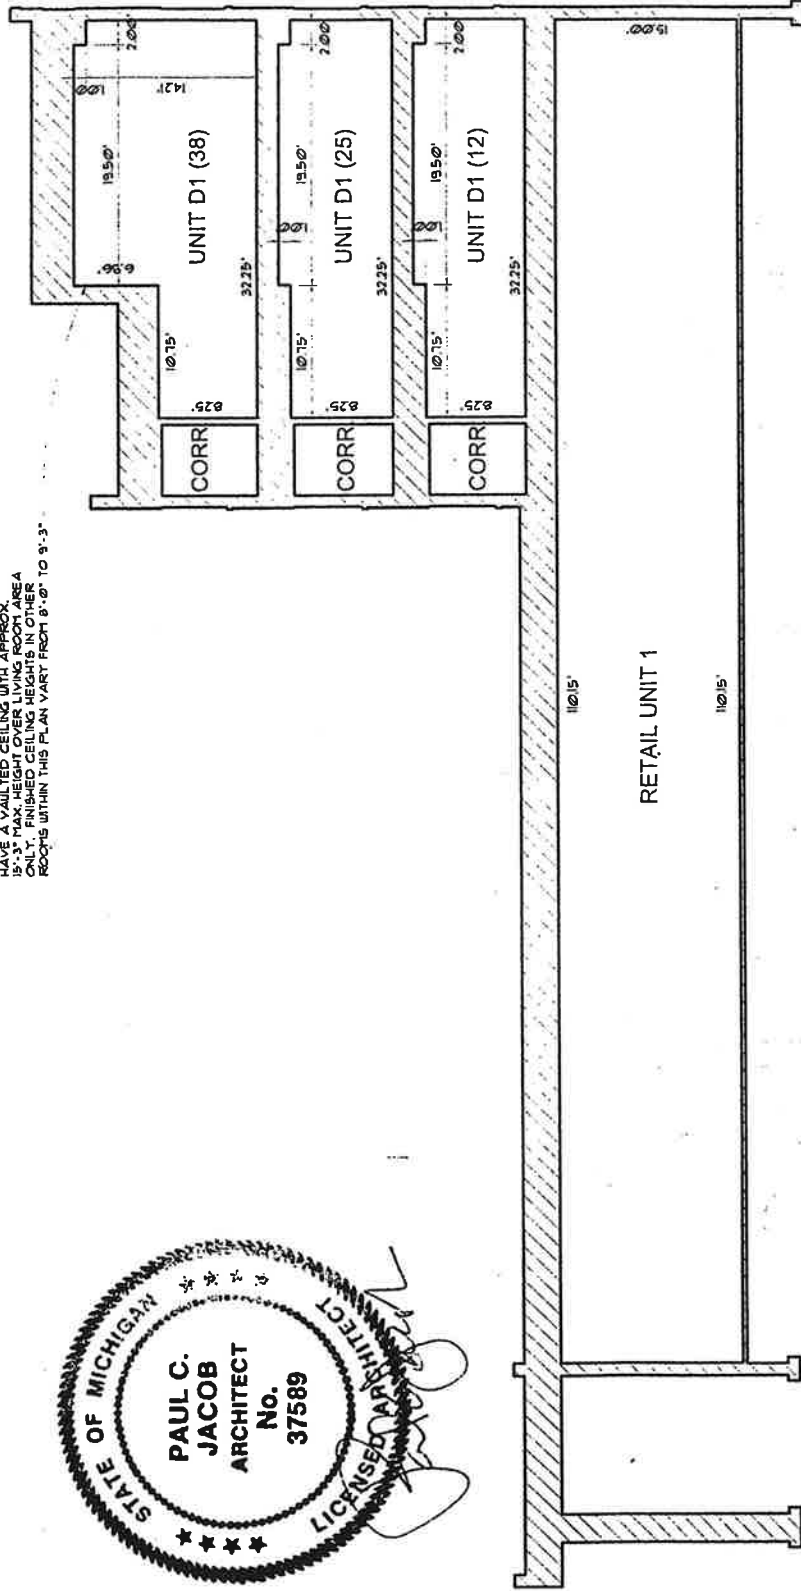 HAVE A VAULTED CEILING WITH APPROX.
15'-3" MAX. HEIGHT OVER LIVING ROOM AREA
ONLY. FINISHED CEILING HEIGHTS IN OTHER
ROOMS WITHIN THIS PLAN VARY FROM 8'-0" TO 9'-3"
STATE OF MICHIGAN
PAUL C.
JACOB
ARCHITECT
No.
37589
LICENSED ARCHITECT
6.96'
19.50'
1.00'
2.00'
14.21'
10.75'
UNIT D1 (38)
8.25'
CORR
32.25'
19.50'
2.00'
1.00'
10.75'
UNIT D1 (25)
8.25'
CORR
32.25'
19.50'
2.00'
1.00'
10.75'
UNIT D1 (12)
8.25'
CORR
32.25'
110.15'
15.00'
RETAIL UNIT 1
110.15'